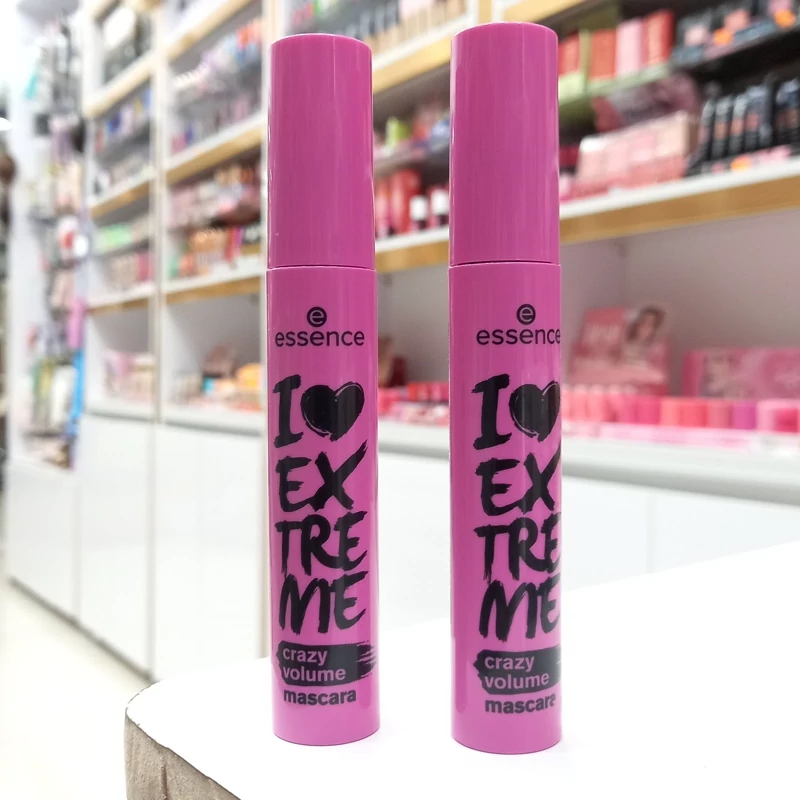 e
essence
I ♥
EX
TRE
ME
crazy
volume
mascara
e
essence
I ♥
EX
TRE
ME
crazy
volume
mascara